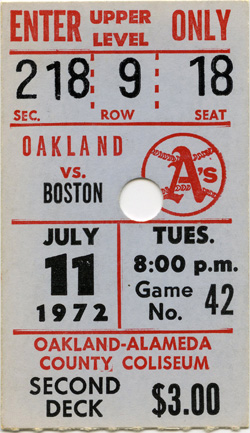 ENTER UPPER LEVEL ONLY
218 9 18
SEC. ROW SEAT
OAKLAND
VS.
BOSTON
A's
JULY
11
1972
TUES.
8:00 p.m.
Game
No. 42
OAKLAND-ALAMEDA
COUNTY COLISEUM
SECOND
DECK
$3.00